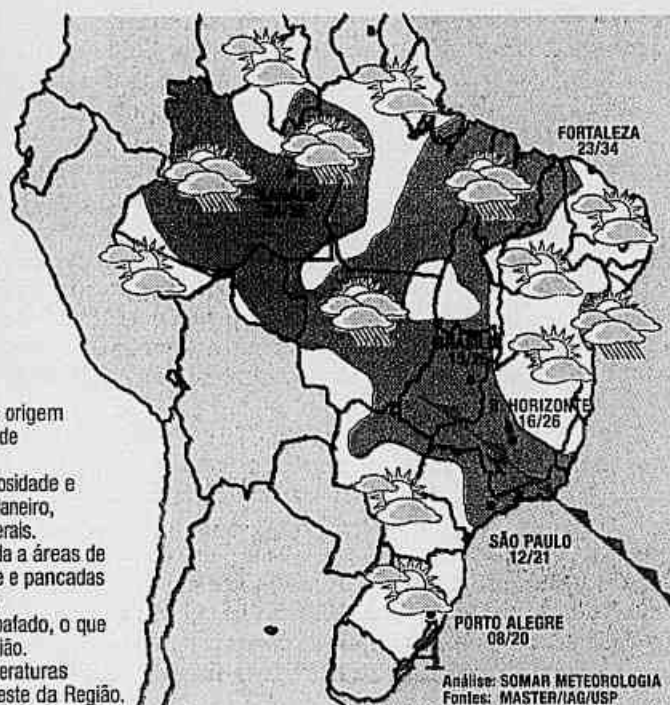 FORTALEZA
23/34
B. HORIZONTE
16/26
SÃO PAULO
12/21
PORTO ALEGRE
08/20
A
origem
de
osidade e
aneiro,
erais.
da a áreas de
e e pancadas
bafado, o que
ião.
eraturas
este da Região.
Análise: SOMAR METEOROLOGIA
Fontes: MASTER/IAG/USP